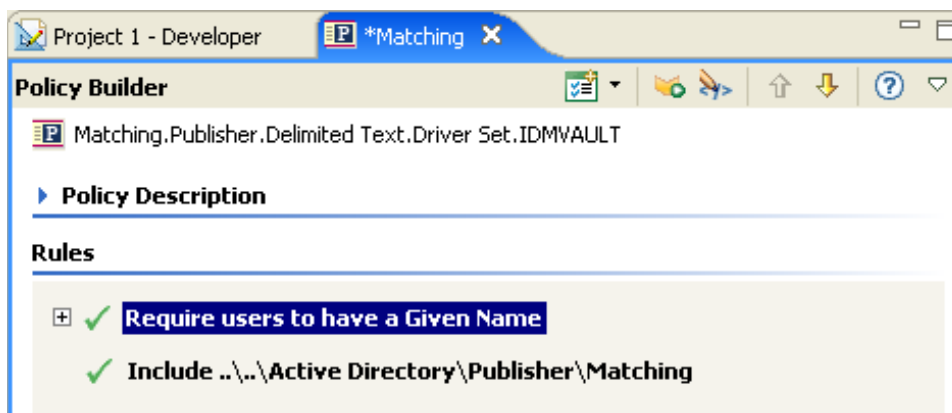 Project 1 - Developer
*Matching
Policy Builder
Matching.Publisher.Delimited Text.Driver Set.IDMVAULT
Policy Description
Rules
Require users to have a Given Name
Include ..\..\Active Directory\Publisher\Matching